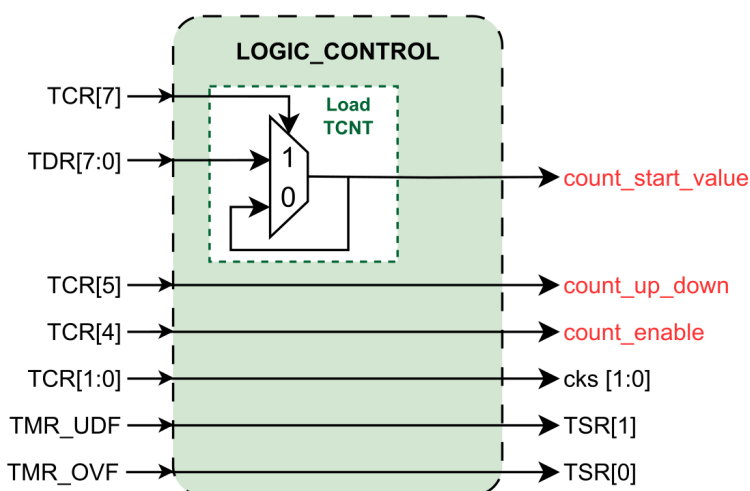 LOGIC_CONTROL
TCR[7]
Load
TCNT
TDR[7:0]
1
count_start_value
0
TCR[5]
count_up_down
TCR[4]
count_enable
TCR[1:0]
cks [1:0]
TMR_UDF
TSR[1]
TMR_OVF
TSR[0]